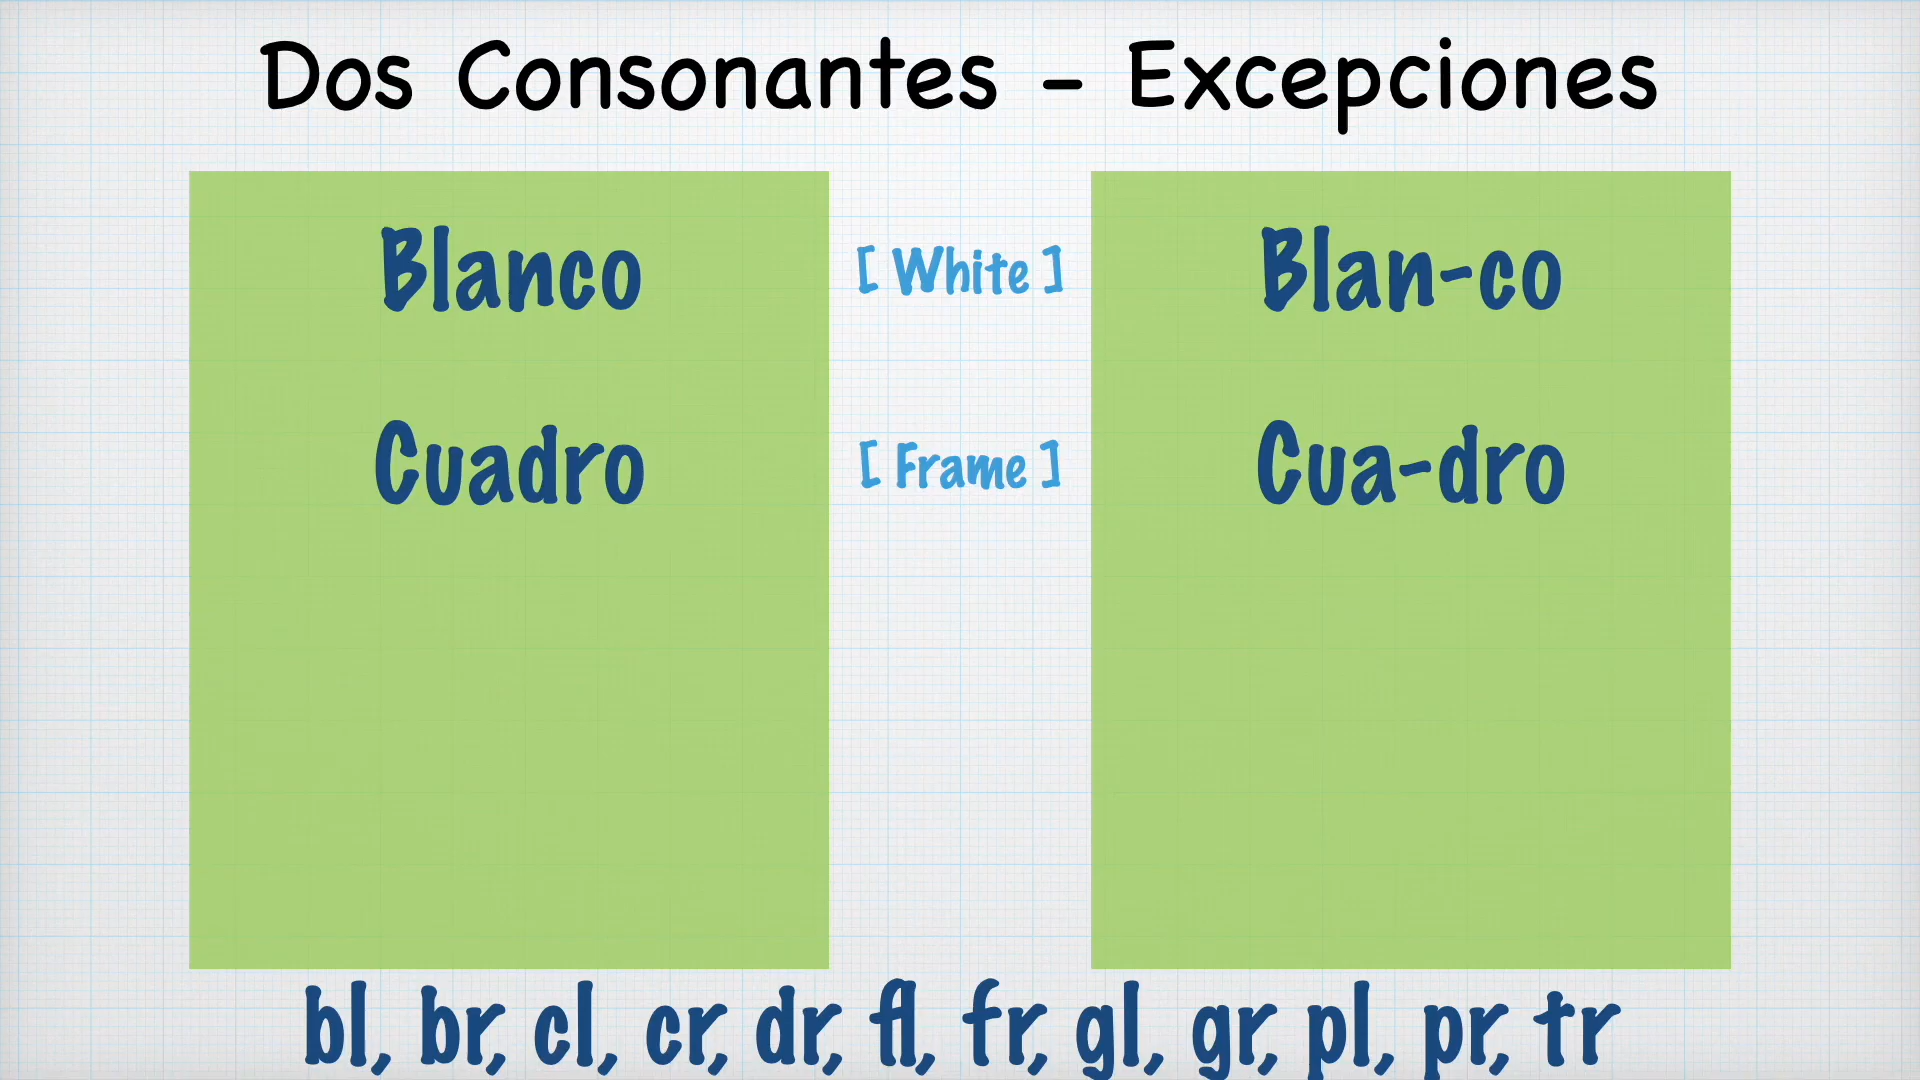 Dos Consonantes - Excepciones
Blanco [ White ] Blan-co
Cuadro [ Frame ] Cua-dro
bl, br, cl, cr, dr, fl, fr, gl, gr, pl, pr, tr